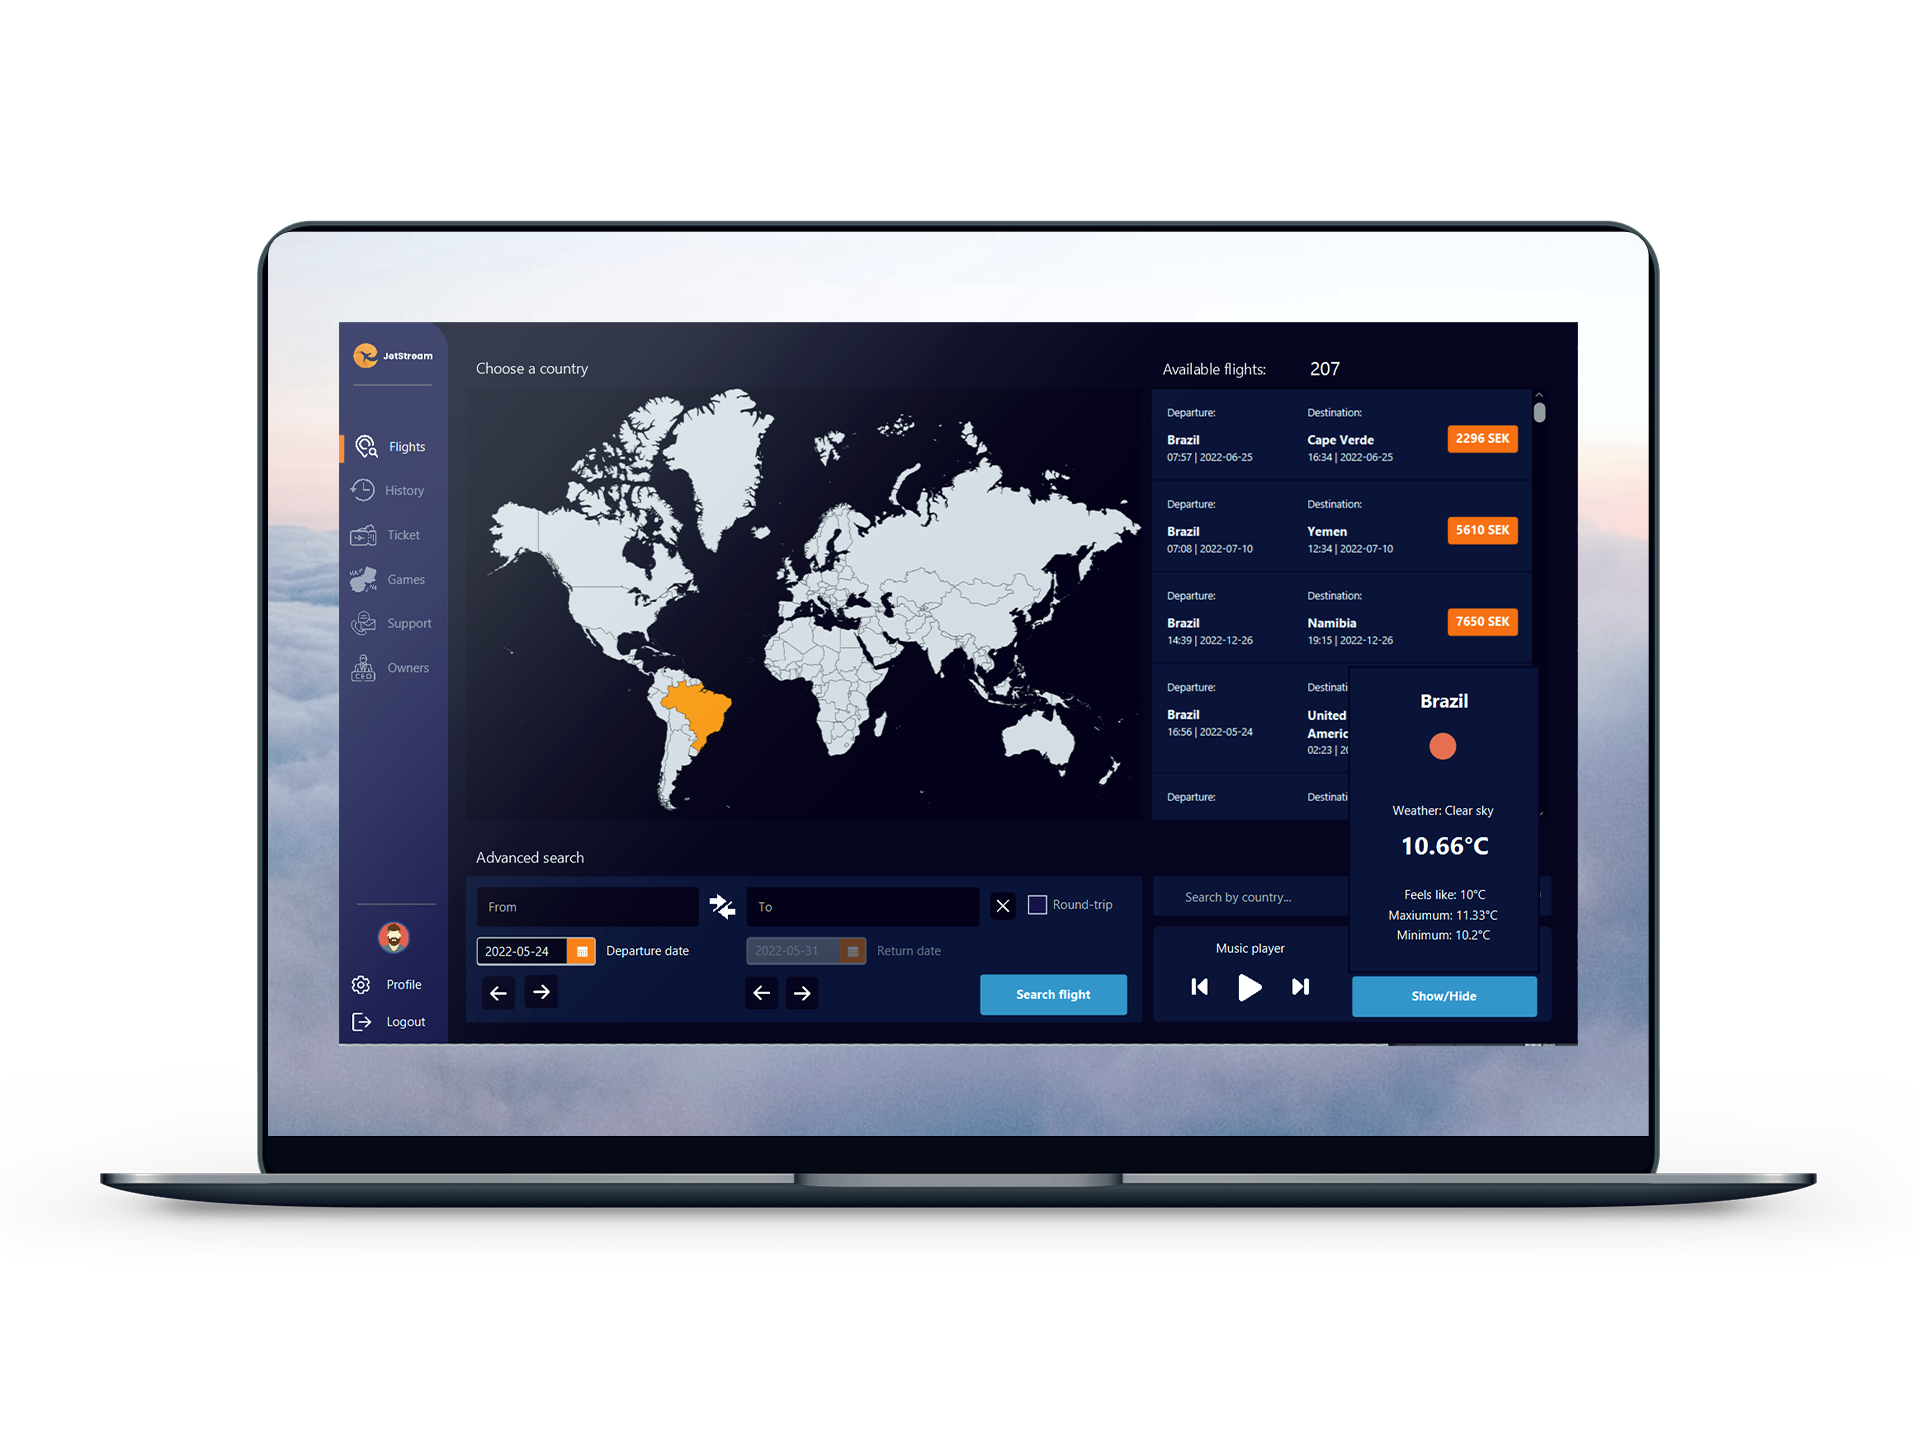 JetStream
Flights
History
Ticket
Games
Support
CEO
Owners
Profile
Logout
Choose a country
Available flights: 207
Departure: Destination:
Brazil Cape Verde 2296 SEK
07:57 | 2022-06-25 16:34 | 2022-06-25
Departure: Destination:
Brazil Yemen 5610 SEK
07:08 | 2022-07-10 12:34 | 2022-07-10
Departure: Destination:
Brazil Namibia 7650 SEK
14:39 | 2022-12-26 19:15 | 2022-12-26
Departure: Destinati
Brazil United
Americ
16:56 | 2022-05-24 02:23 | 20
Departure: Destinati
Brazil
Weather: Clear sky
10.66°C
Feels like: 10°C
Maxiumum: 11.33°C
Minimum: 10.2°C
Show/Hide
Advanced search
From To Round-trip
2022-05-24 Departure date 2022-05-31 Return date
Search flight
Search by country...
Music player